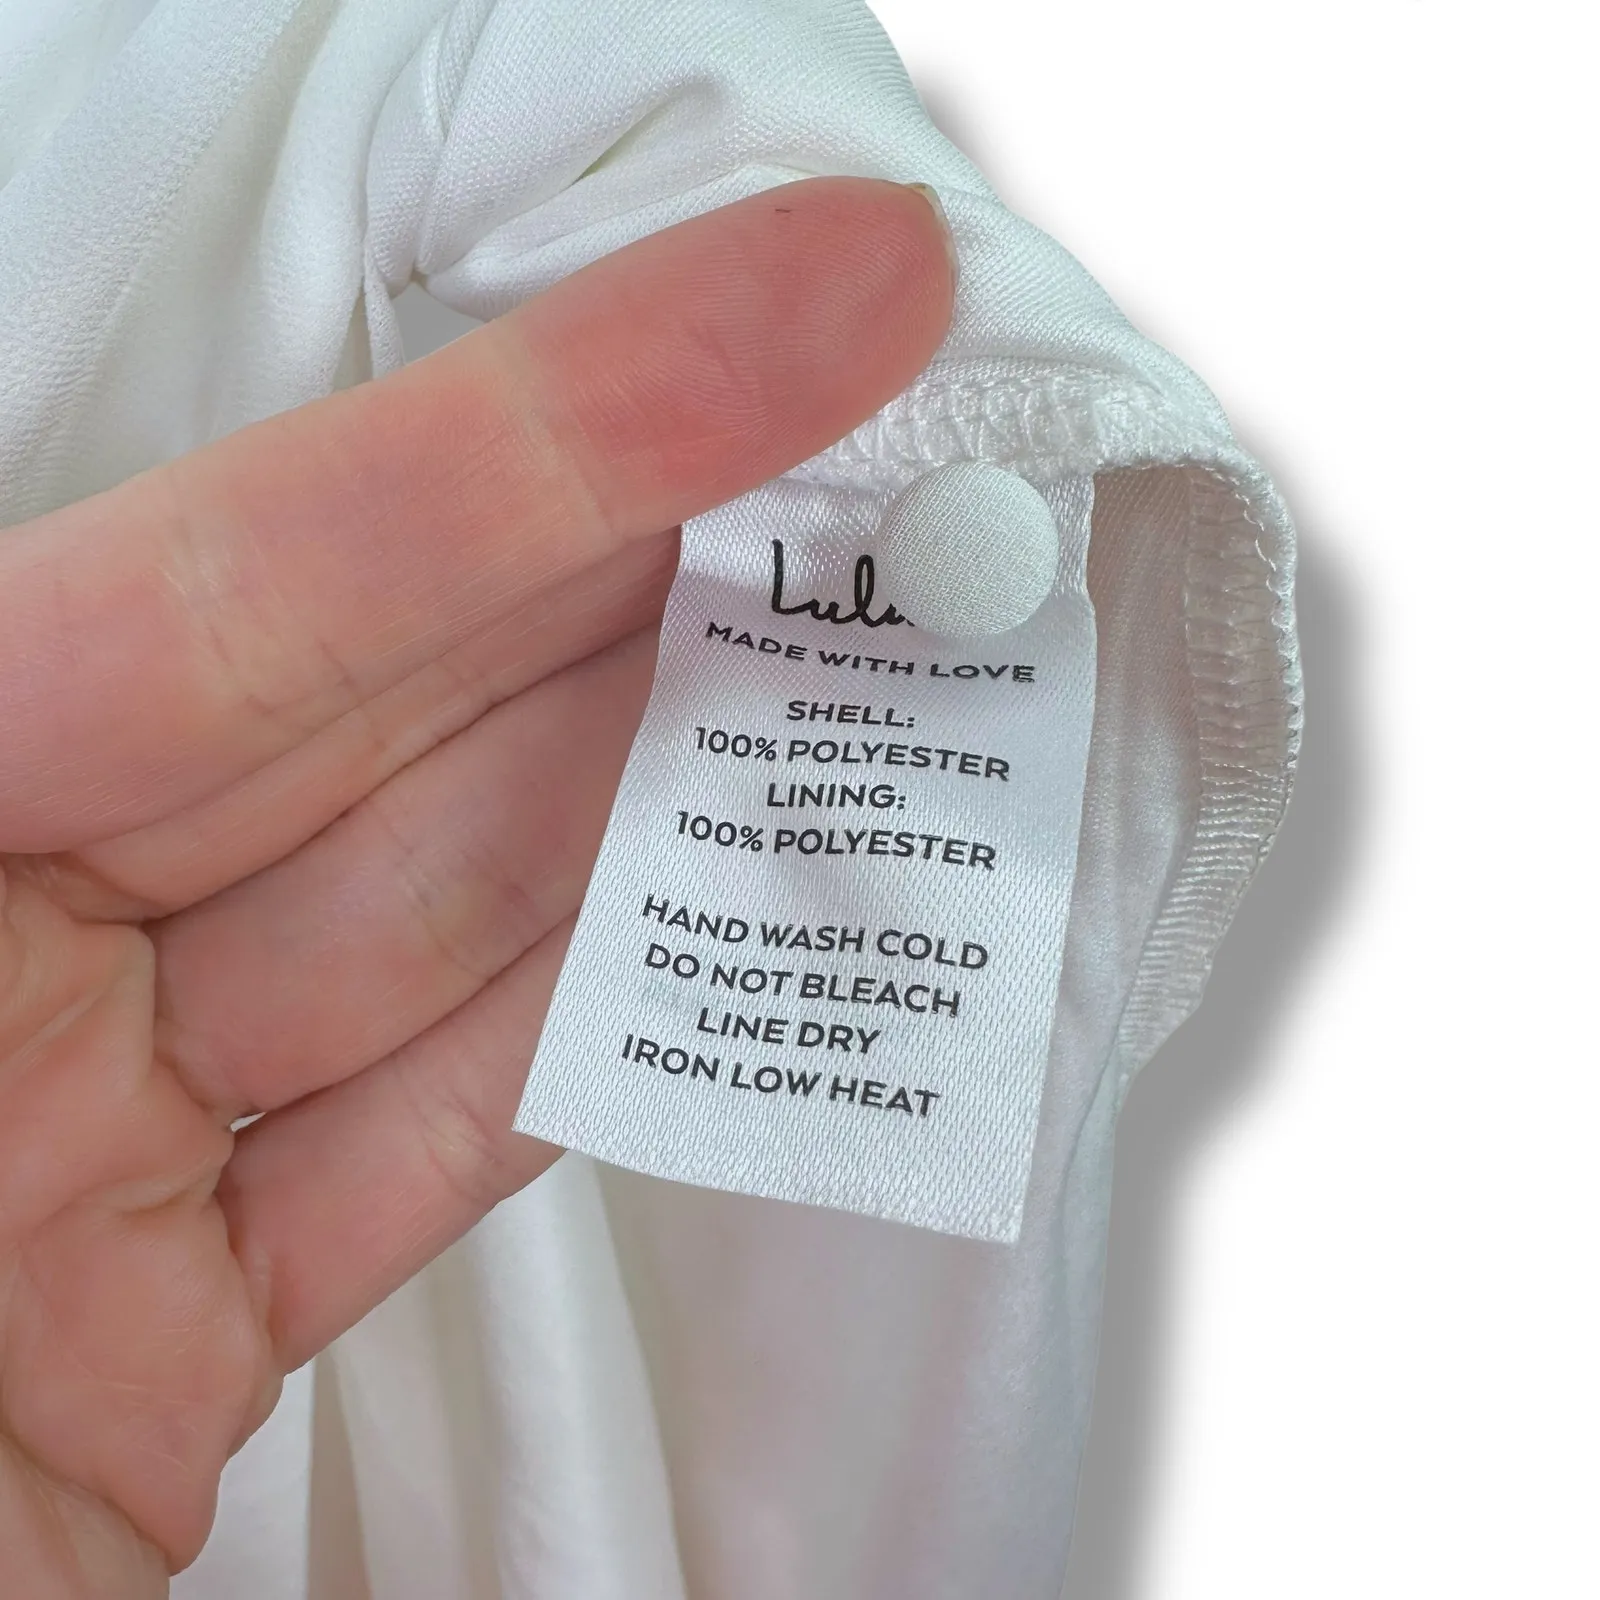 MADE WITH LOVE
SHELL:
100% POLYESTER
LINING:
100% POLYESTER
HAND WASH COLD
DO NOT BLEACH
LINE DRY
IRON LOW HEAT